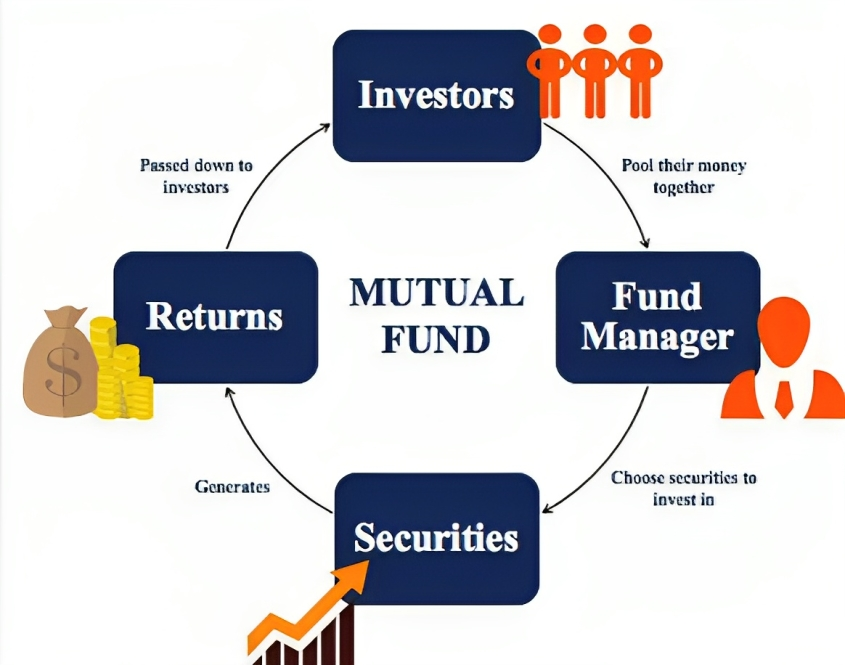 Investors
Passed down to
investors
Pool their money
together
Returns
MUTUAL
FUND
Fund
Manager
$
Generates
Choose securities to
invest in
Securities